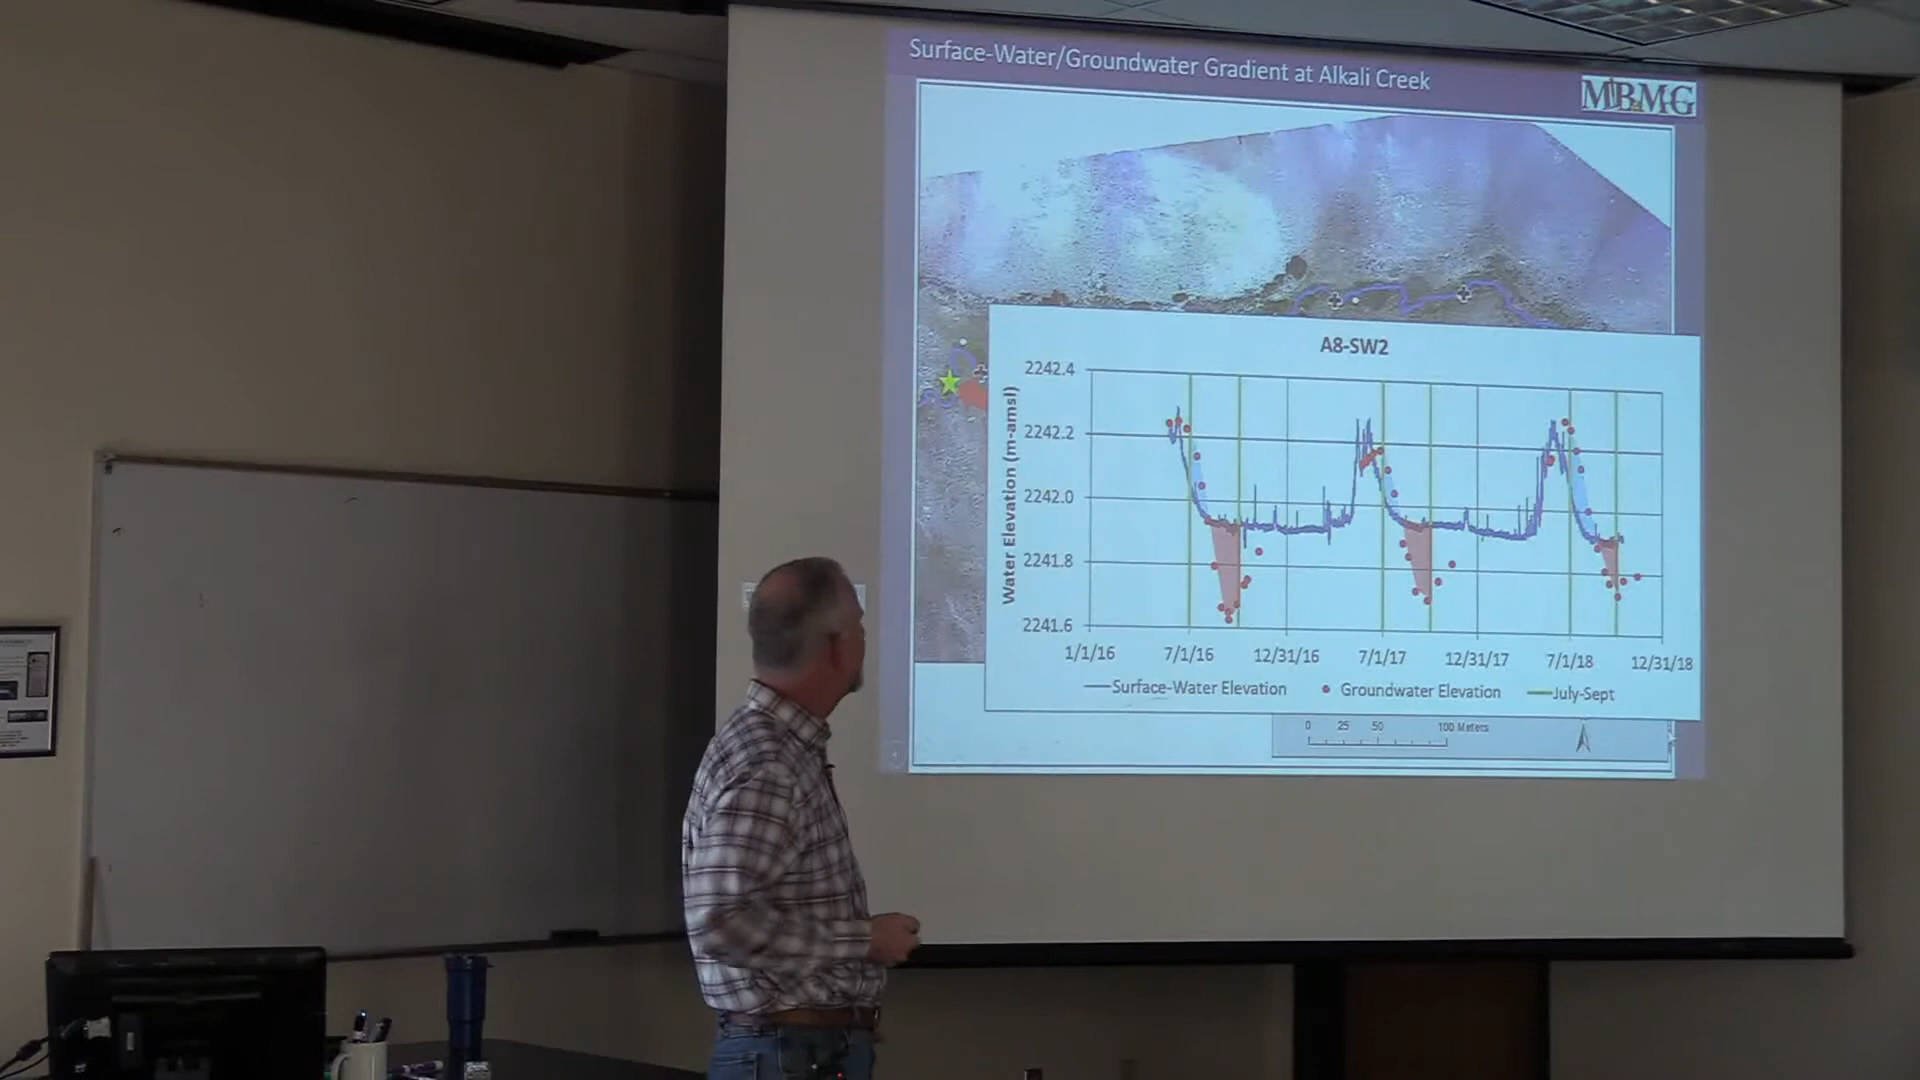 Surface-Water/Groundwater Gradient at Alkali Creek
MBMG
A8-SW2
Water Elevation (m-amsl)
2242.4
2242.2
2242.0
2241.8
2241.6
1/1/16 7/1/16 12/31/16 7/1/17 12/31/17 7/1/18 12/31/18
Surface-Water Elevation Groundwater Elevation July-Sept
0 25 50 100 Meters